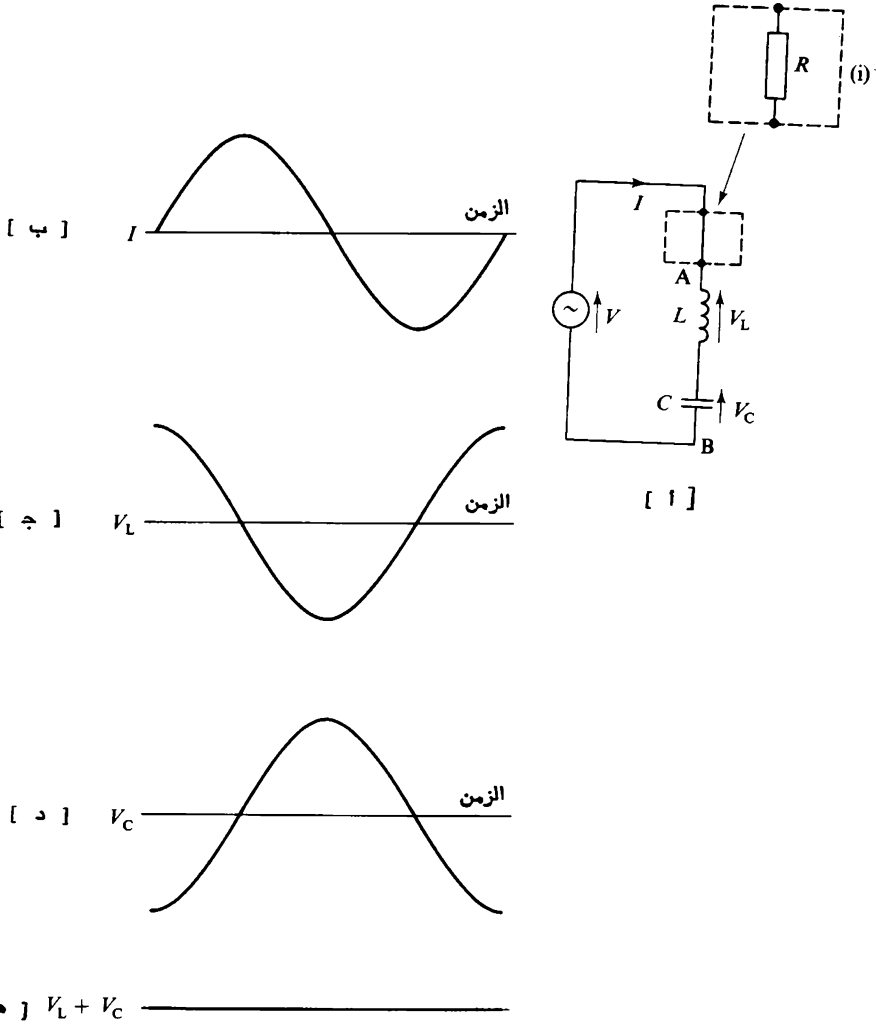 R
(i)
I
A
L
V
V_L
C
V_C
B
[ أ ]
[ ب ]
I
الزمن
[ ج ]
V_L
الزمن
[ د ]
V_C
الزمن
V_L + V_C